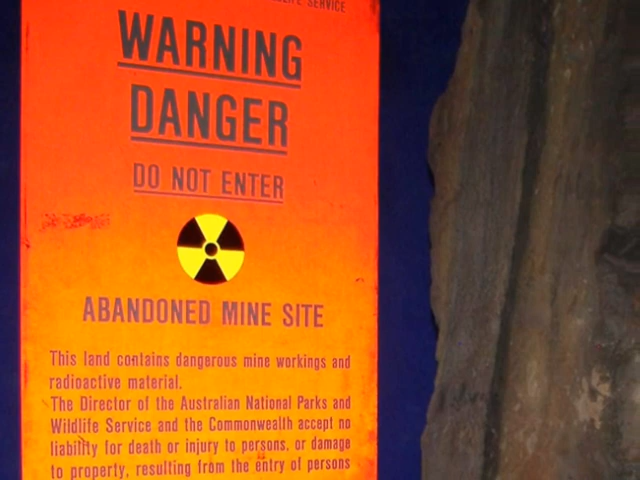 SERVICE
WARNING
DANGER
DO NOT ENTER
ABANDONED MINE SITE
This land contains dangerous mine workings and
radioactive material.
The Director of the Australian National Parks and
Wildlife Service and the Commonwealth accept no
liability for death or injury to persons, or damage
to property, resulting from the entry of persons